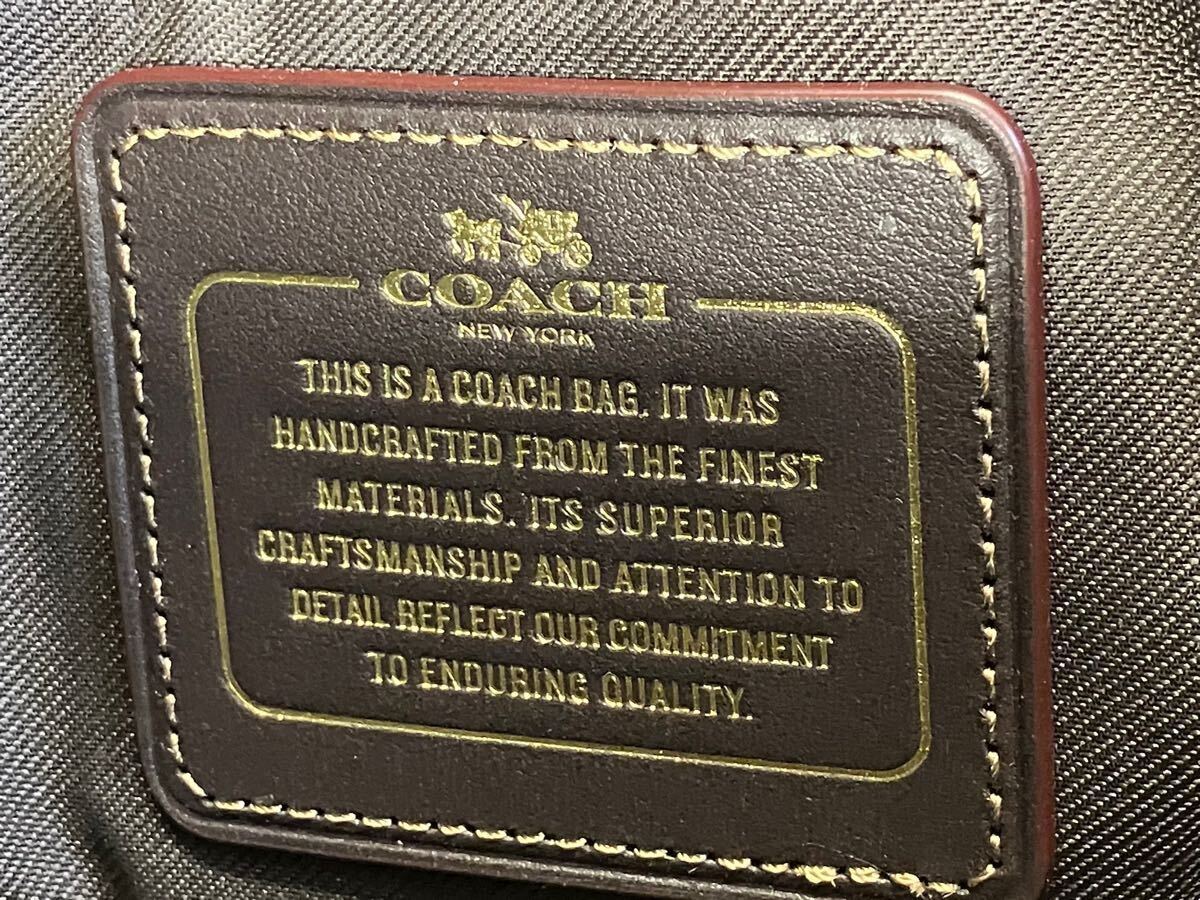 COACH
NEW YORK
THIS IS A COACH BAG. IT WAS
HANDCRAFTED FROM THE FINEST
MATERIALS. ITS SUPERIOR
CRAFTSMANSHIP AND ATTENTION TO
DETAIL REFLECT OUR COMMITMENT
TO ENDURING QUALITY.